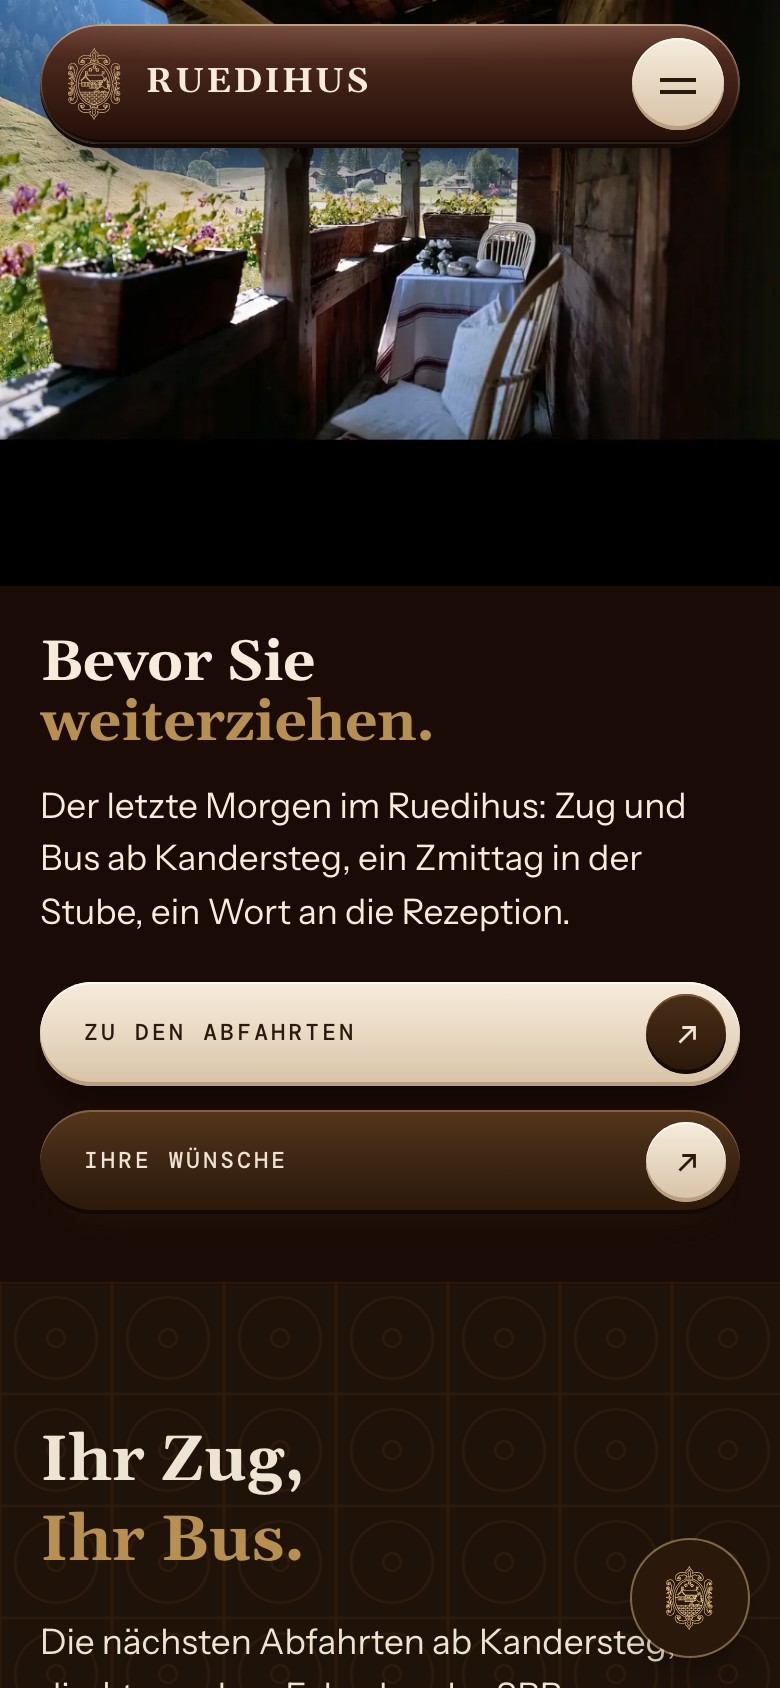 RUEDIHUS
Bevor Sie
weiterziehen.
Der letzte Morgen im Ruedihus: Zug und
Bus ab Kandersteg, ein Zmittag in der
Stube, ein Wort an die Rezeption.
ZU DEN ABFAHRTEN
IHRE WÜNSCHE
Ihr Zug,
Ihr Bus.
Die nächsten Abfahrten ab Kandersteg,